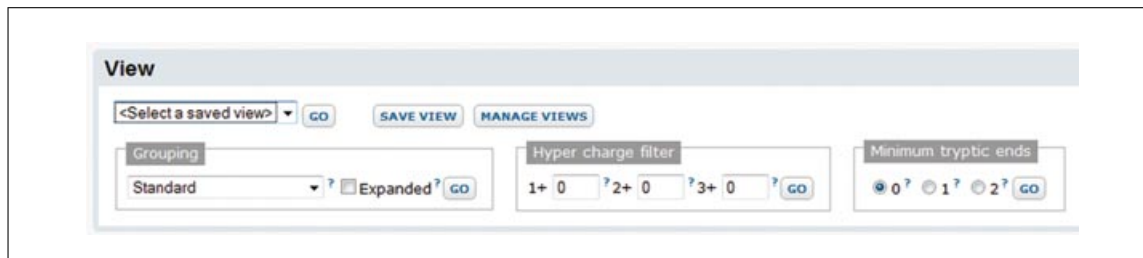 View
<Select a saved view> GO SAVE VIEW MANAGE VIEWS
Grouping
Standard ? Expanded ? GO
Hyper charge filter
1+ 0 ? 2+ 0 ? 3+ 0 ? GO
Minimum tryptic ends
0 ? 1 ? 2 ? GO